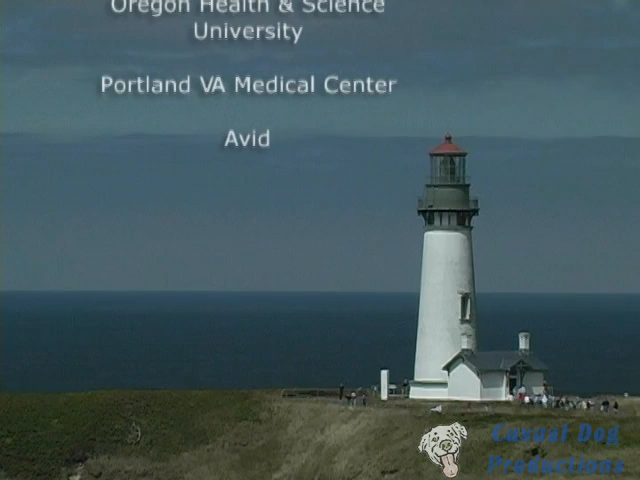 Oregon Health & Science
University
Portland VA Medical Center
Avid
Casual Dog
Productions